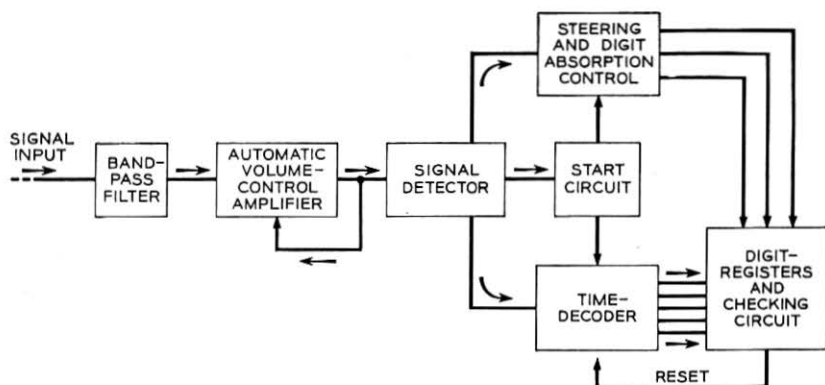 SIGNAL
INPUT
BAND-
PASS
FILTER
AUTOMATIC
VOLUME-
CONTROL
AMPLIFIER
SIGNAL
DETECTOR
STEERING
AND DIGIT
ABSORPTION
CONTROL
START
CIRCUIT
TIME-
DECODER
DIGIT-
REGISTERS
AND
CHECKING
CIRCUIT
RESET